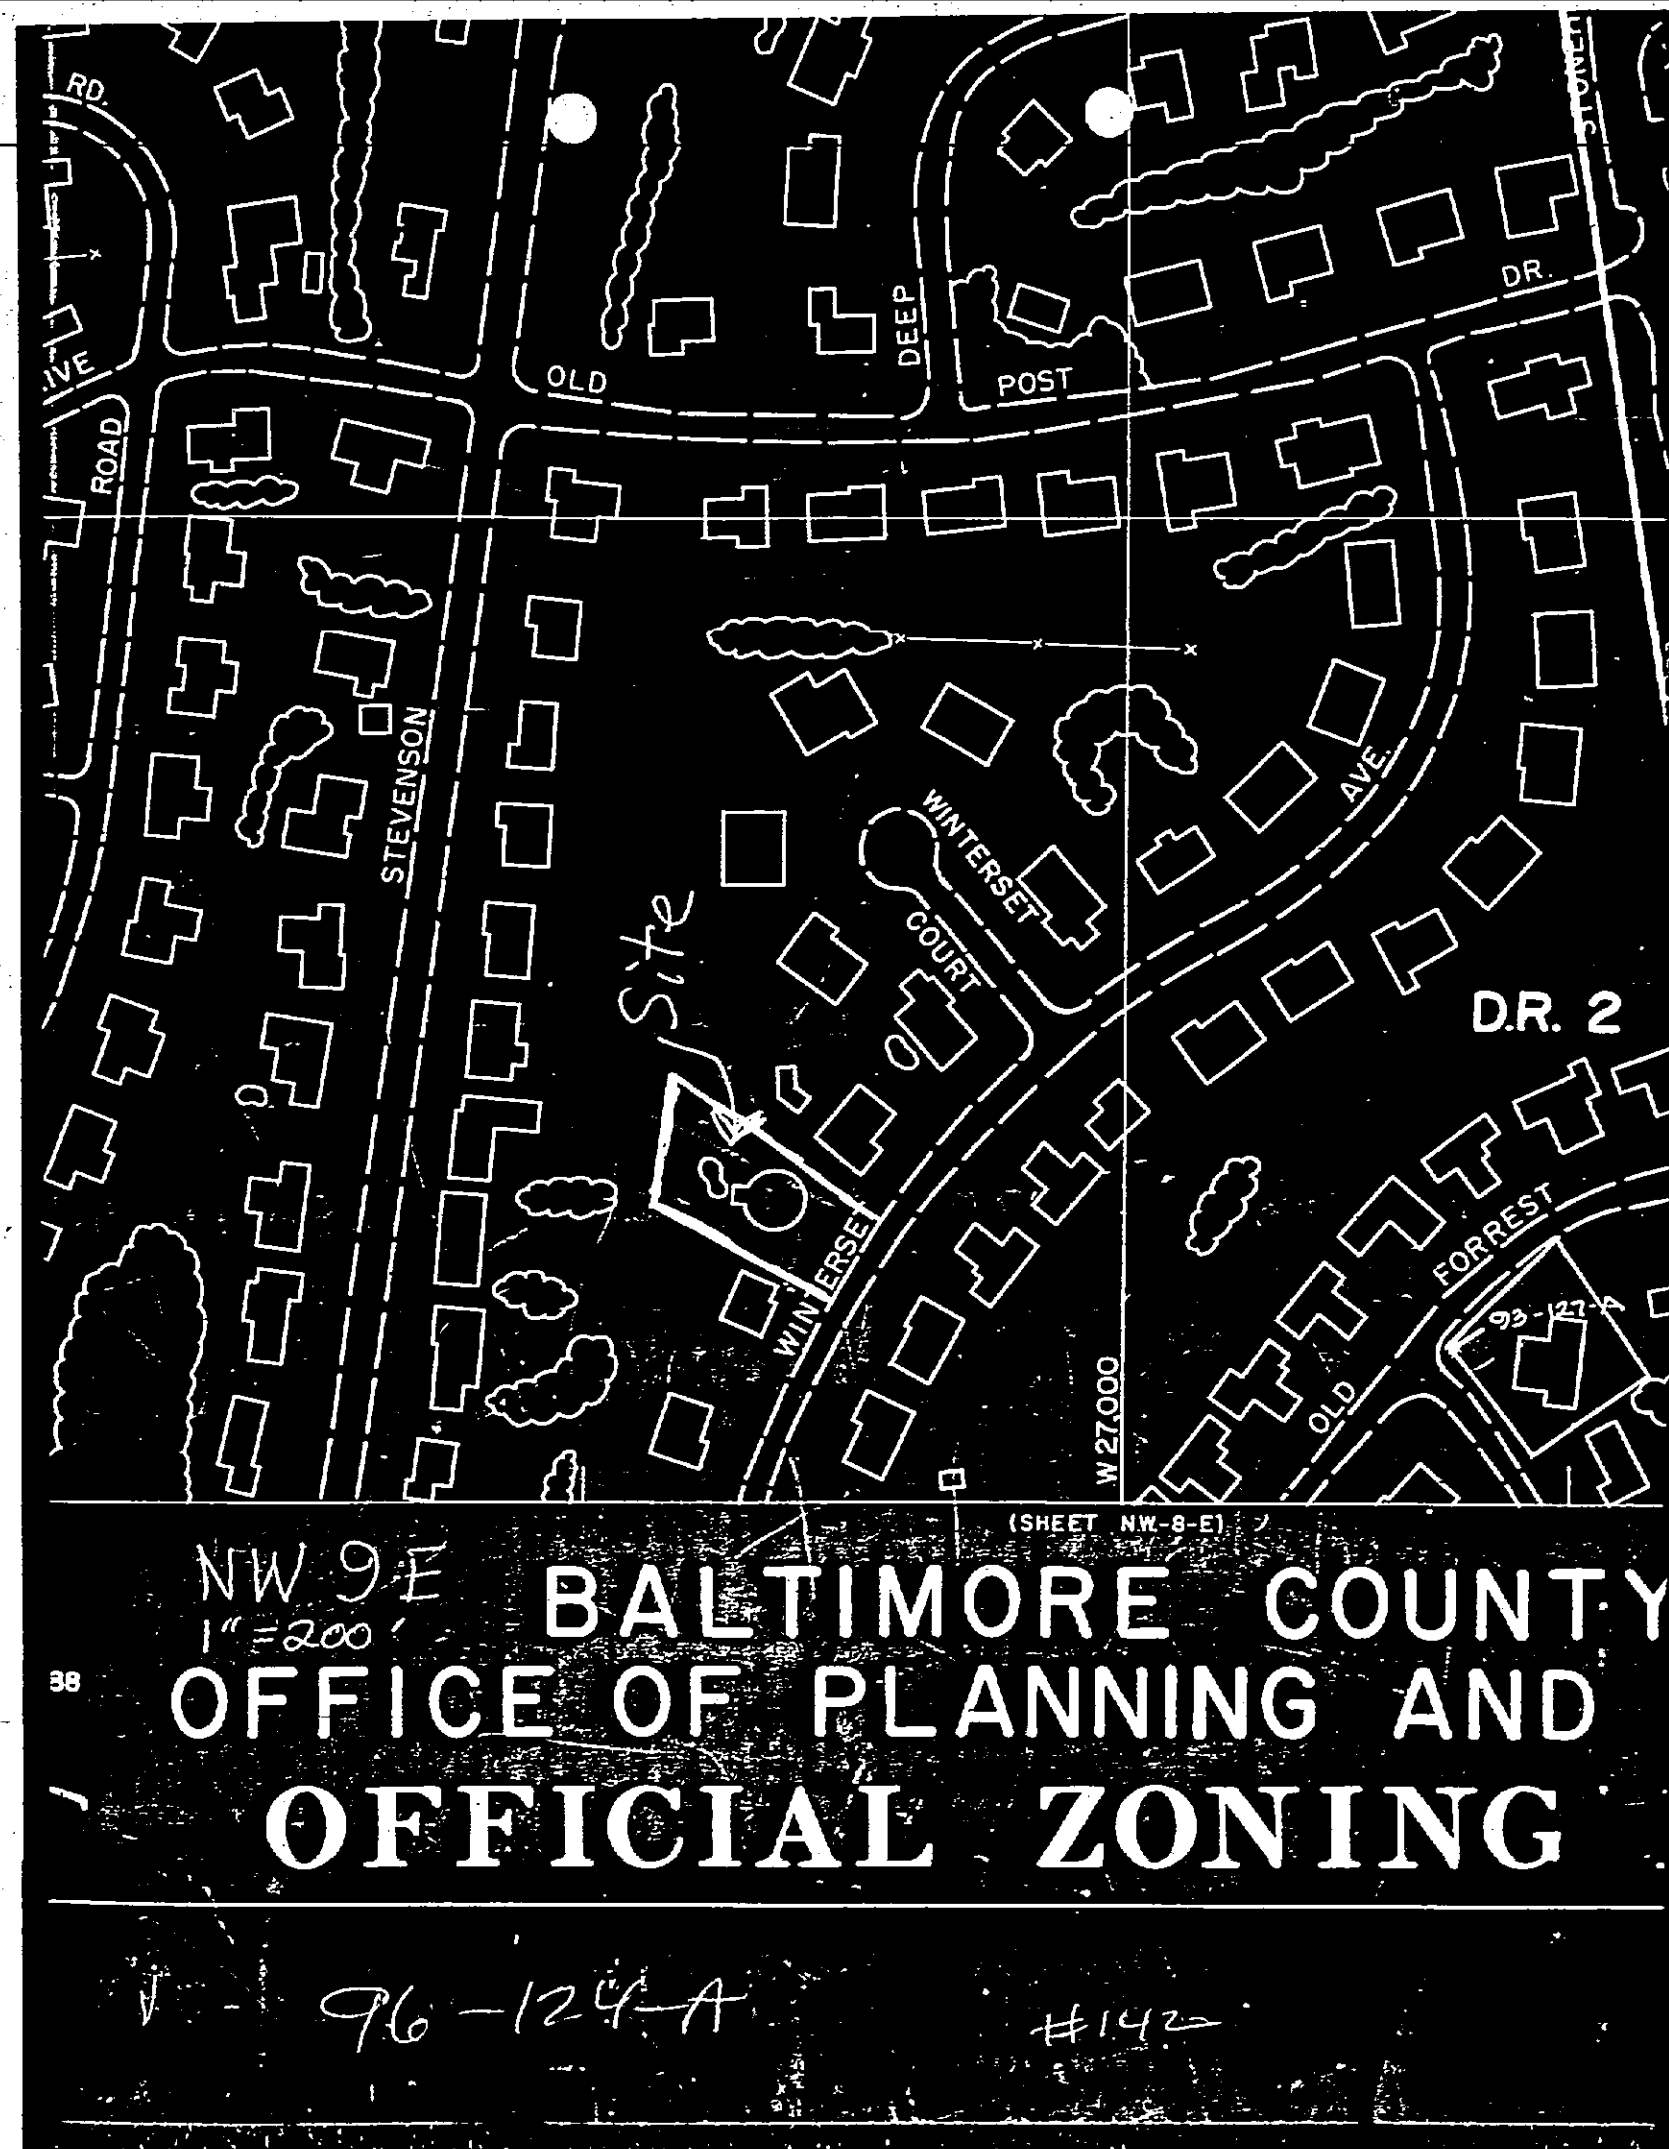 RD.
STONEH
DEEP
DR.
IVE
OLD
POST
ROAD
STEVENSON
AVE.
WINTERSET
COURT
Site
D.R. 2
WINTERSET
FORREST
93-127-A
OLD
W 27,000
(SHEET NW-8-E)
NW 9E
1"=200'
BALTIMORE COUNTY
38
OFFICE OF PLANNING AND
OFFICIAL ZONING
96-124-A
#142